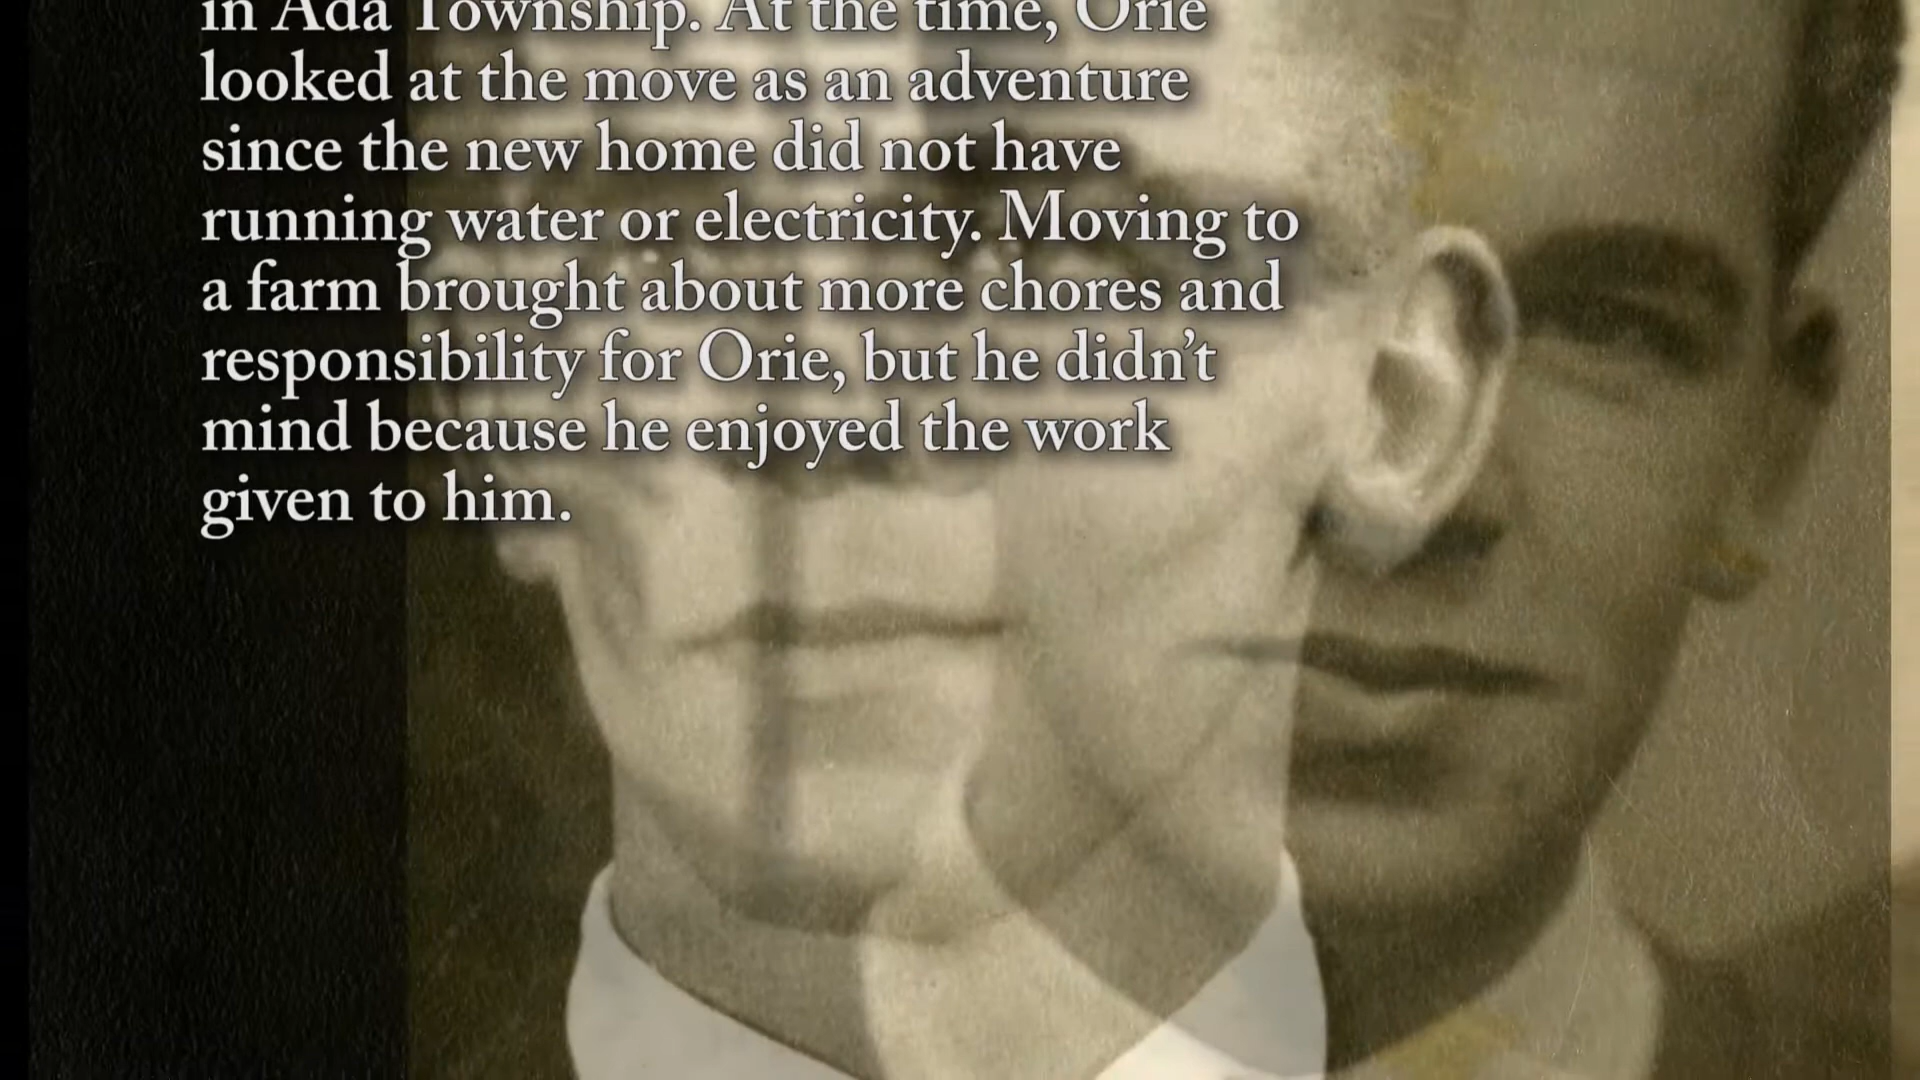 in Ada Township. At the time, Orie
looked at the move as an adventure
since the new home did not have
running water or electricity. Moving to
a farm brought about more chores and
responsibility for Orie, but he didn’t
mind because he enjoyed the work
given to him.